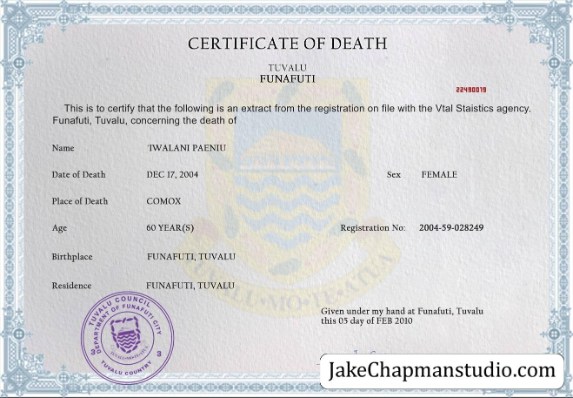 CERTIFICATE OF DEATH
TUVALU
FUNAFUTI
22490079
This is to certify that the following is an extract from the registration on file with the Vtal Staistics agency.
Funafuti, Tuvalu, concerning the death of
Name IWALANI PAENIU
Date of Death DEC 17, 2004 Sex FEMALE
Place of Death COMOX
Age 60 YEAR(S) Registration No: 2004-59-028249
Birthplace FUNAFUTI, TUVALU
TUVALU•MO•TE•ATUA
Residence FUNAFUTI, TUVALU
TUVALU COUNCIL
DEPARTMENT OF FUNAFUTI CITY
TUVALU COUNTRY
Given under my hand at Funafuti, Tuvalu
this 05 day of FEB 2010
JakeChapmanstudio.com